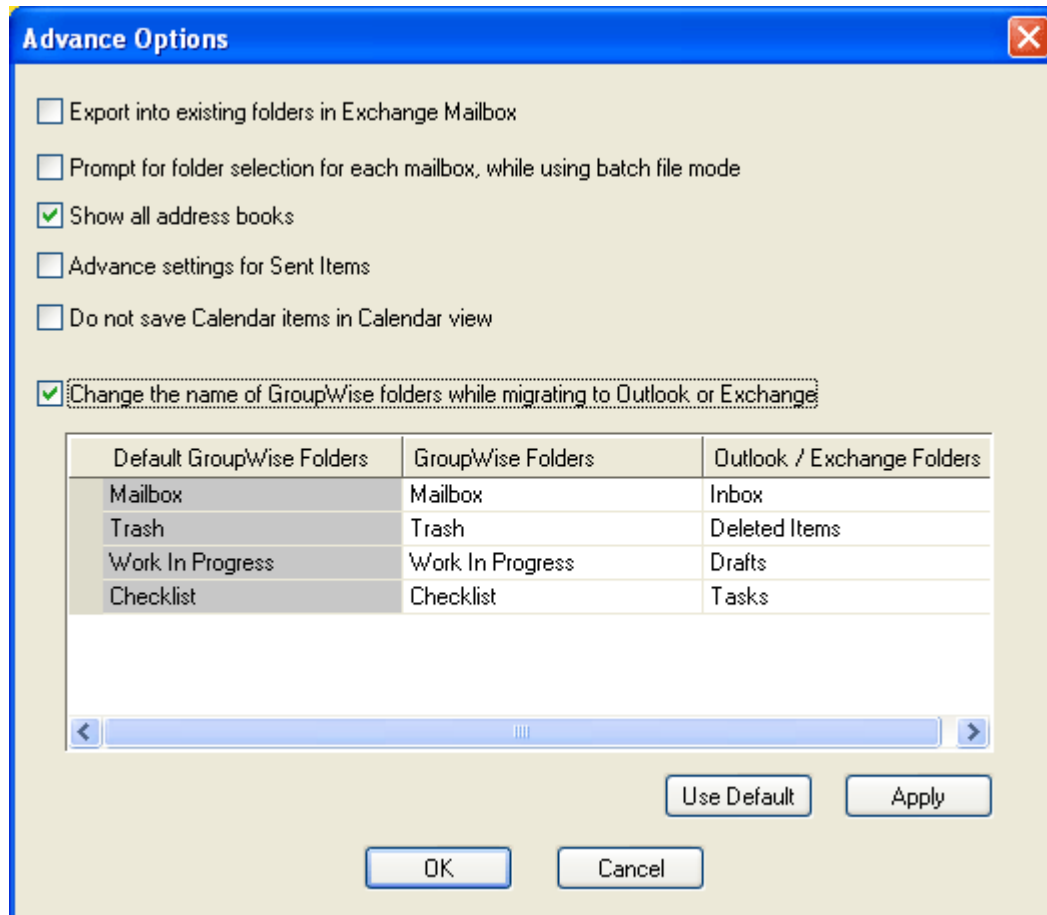 Advance Options
Export into existing folders in Exchange Mailbox
Prompt for folder selection for each mailbox, while using batch file mode
Show all address books
Advance settings for Sent Items
Do not save Calendar items in Calendar view
Change the name of GroupWise folders while migrating to Outlook or Exchange
Default GroupWise Folders GroupWise Folders Outlook / Exchange Folders
Mailbox Mailbox Inbox
Trash Trash Deleted Items
Work In Progress Work In Progress Drafts
Checklist Checklist Tasks
Use Default Apply
OK Cancel